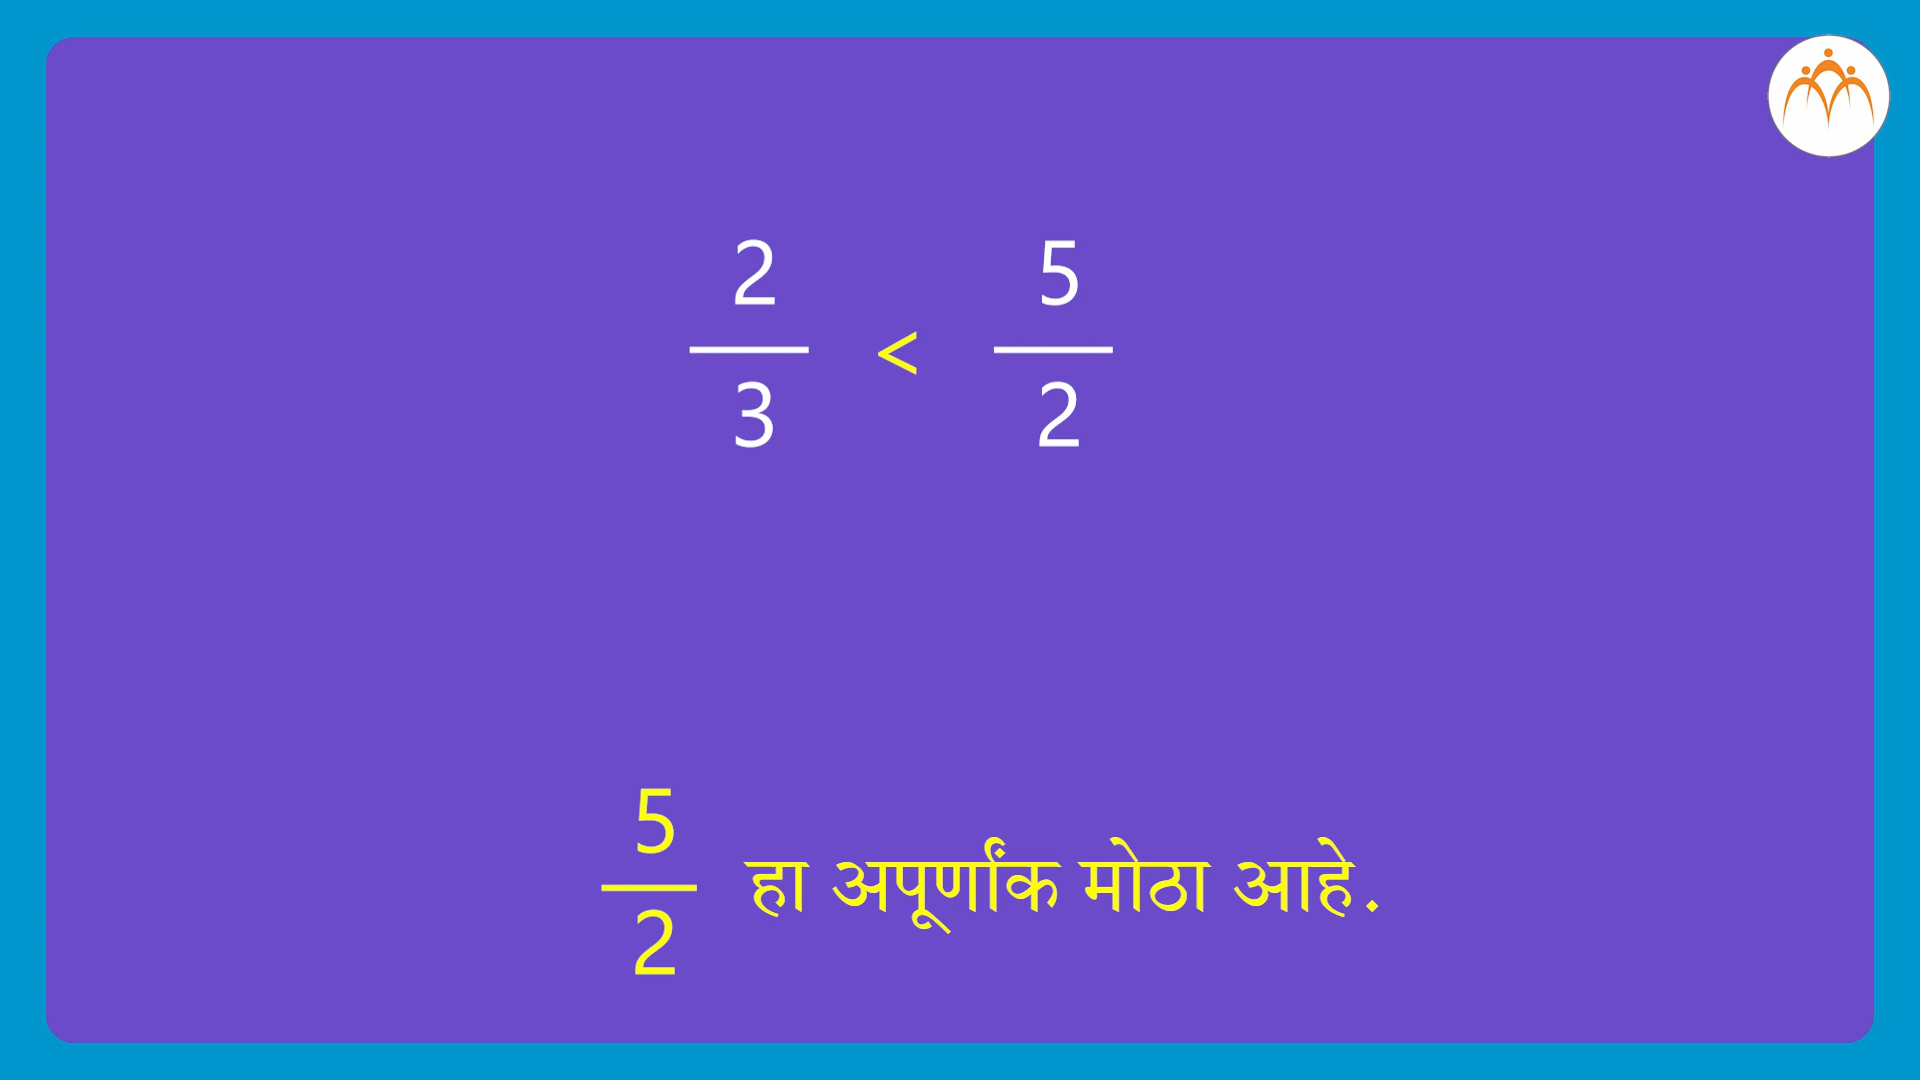 2/3 < 5/2
5/2 हा अपूर्णांक मोठा आहे.